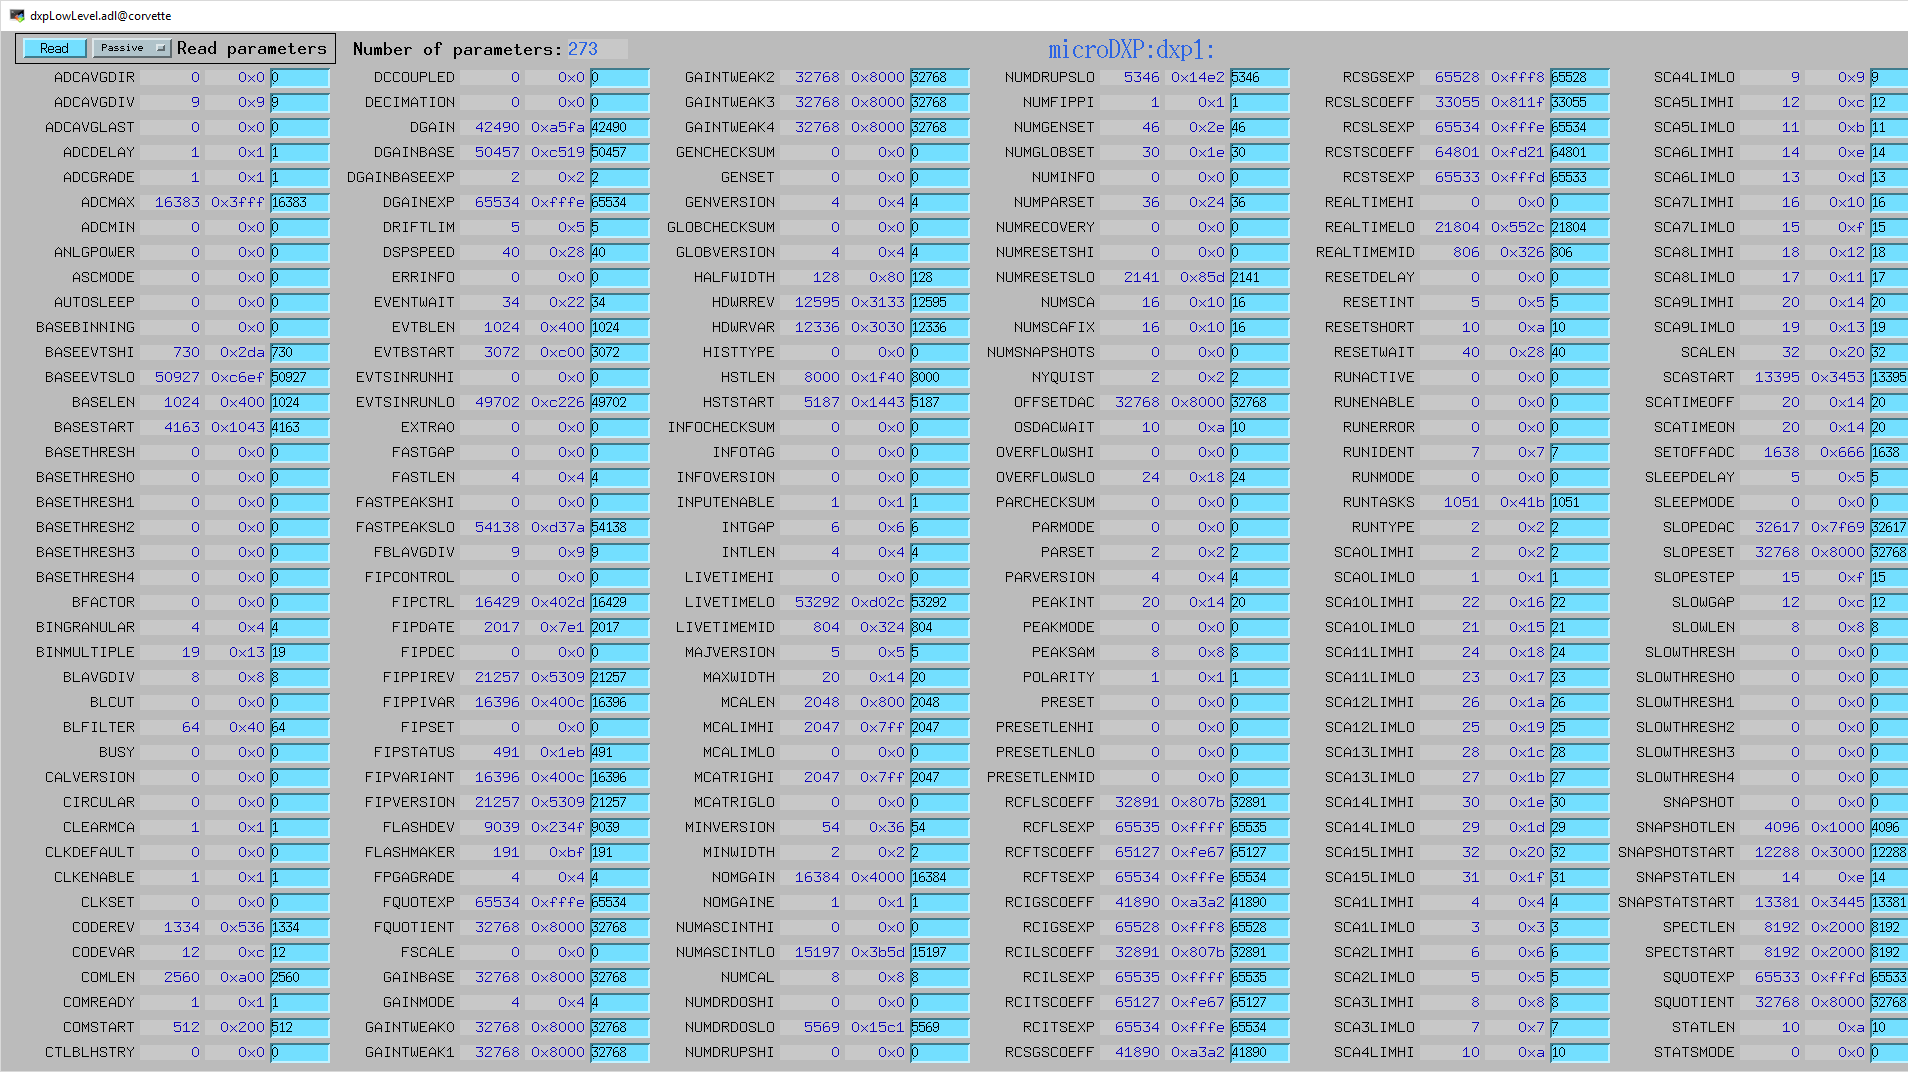 dxpLowLevel.adl@corvette
Read Passive Read parameters Number of parameters: 273 microDXP:dxp1:
ADCAVGDIR 0 0x0 0 DCCOUPLED 0 0x0 0 GAINTWEAK2 32768 0x8000 32768 NUMDRUPSLO 5346 0x14e2 5346 RCSGSEXP 65528 0xfff8 65528 SCA4LIMLO 9 0x9 9
ADCAVGDIV 9 0x9 9 DECIMATION 0 0x0 0 GAINTWEAK3 32768 0x8000 32768 NUMFIPPI 1 0x1 1 RCSLSCOEFF 33055 0x811f 33055 SCA5LIMHI 12 0xc 12
ADCAVGLAST 0 0x0 0 DGAIN 42490 0xa5fa 42490 GAINTWEAK4 32768 0x8000 32768 NUMGENSET 46 0x2e 46 RCSLSEXP 65534 0xfffe 65534 SCA5LIMLO 11 0xb 11
ADCDELAY 1 0x1 1 DGAINBASE 50457 0xc519 50457 GENCHECKSUM 0 0x0 0 NUMGLOBSET 30 0x1e 30 RCSTSCOEFF 64801 0xfd21 64801 SCA6LIMHI 14 0xe 14
ADCGRADE 1 0x1 1 DGAINBASEEXP 2 0x2 2 GENSET 0 0x0 0 NUMINFO 0 0x0 0 RCSTSEXP 65533 0xfffd 65533 SCA6LIMLO 13 0xd 13
ADCMAX 16383 0x3fff 16383 DGAINEXP 65534 0xfffe 65534 GENVERSION 4 0x4 4 NUMPARSET 36 0x24 36 REALTIMEHI 0 0x0 0 SCA7LIMHI 16 0x10 16
ADCMIN 0 0x0 0 DRIFTLIM 5 0x5 5 GLOBCHECKSUM 0 0x0 0 NUMRECOVERY 0 0x0 0 REALTIMELO 21804 0x552c 21804 SCA7LIMLO 15 0xf 15
ANLGPOWER 0 0x0 0 DSPSPEED 40 0x28 40 GLOBVERSION 4 0x4 4 NUMRESETSHI 0 0x0 0 REALTIMEMID 806 0x326 806 SCA8LIMHI 18 0x12 18
ASCMODE 0 0x0 0 ERRINFO 0 0x0 0 HALFWIDTH 128 0x80 128 NUMRESETSLO 2141 0x85d 2141 RESETDELAY 0 0x0 0 SCA8LIMLO 17 0x11 17
AUTOSLEEP 0 0x0 0 EVENTWAIT 34 0x22 34 HDWRREV 12595 0x3133 12595 NUMSCA 16 0x10 16 RESETINT 5 0x5 5 SCA9LIMHI 20 0x14 20
BASEBINNING 0 0x0 0 EVTBLEN 1024 0x400 1024 HDWRVAR 12336 0x3030 12336 NUMSCAFIX 16 0x10 16 RESETSHORT 10 0xa 10 SCA9LIMLO 19 0x13 19
BASEEVTSHI 730 0x2da 730 EVTBSTART 3072 0xc00 3072 HISTTYPE 0 0x0 0 NUMSNAPSHOTS 0 0x0 0 RESETWAIT 40 0x28 40 SCALEN 32 0x20 32
BASEEVTSLO 50927 0xc6ef 50927 EVTSINRUNHI 0 0x0 0 HSTLEN 8000 0x1f40 8000 NYQUIST 2 0x2 2 RUNACTIVE 0 0x0 0 SCASTART 13395 0x3453 13395
BASELEN 1024 0x400 1024 EVTSINRUNLO 49702 0xc226 49702 HSTSTART 5187 0x1443 5187 OFFSETDAC 32768 0x8000 32768 RUNENABLE 0 0x0 0 SCATIMEOFF 20 0x14 20
BASESTART 4163 0x1043 4163 EXTRA0 0 0x0 0 INFOCHECKSUM 0 0x0 0 OSDACWAIT 10 0xa 10 RUNERROR 0 0x0 0 SCATIMEON 20 0x14 20
BASETHRESH 0 0x0 0 FASTGAP 0 0x0 0 INFOTAG 0 0x0 0 OVERFLOWSHI 0 0x0 0 RUNIDENT 7 0x7 7 SETOFFADC 1638 0x666 1638
BASETHRESH0 0 0x0 0 FASTLEN 4 0x4 4 INFOVERSION 0 0x0 0 OVERFLOWSLO 24 0x18 24 RUNMODE 0 0x0 0 SLEEPDELAY 5 0x5 5
BASETHRESH1 0 0x0 0 FASTPEAKSHI 0 0x0 0 INPUTENABLE 1 0x1 1 PARCHECKSUM 0 0x0 0 RUNTASKS 1051 0x41b 1051 SLEEPMODE 0 0x0 0
BASETHRESH2 0 0x0 0 FASTPEAKSLO 54138 0xd37a 54138 INTGAP 6 0x6 6 PARMODE 0 0x0 0 RUNTYPE 2 0x2 2 SLOPEDAC 32617 0x7f69 32617
BASETHRESH3 0 0x0 0 FBLAVGDIV 9 0x9 9 INTLEN 4 0x4 4 PARSET 2 0x2 2 SCA0LIMHI 2 0x2 2 SLOPESET 32768 0x8000 32768
BASETHRESH4 0 0x0 0 FIPCONTROL 0 0x0 0 LIVETIMEHI 0 0x0 0 PARVERSION 4 0x4 4 SCA0LIMLO 1 0x1 1 SLOPESTEP 15 0xf 15
BFACTOR 0 0x0 0 FIPCTRL 16429 0x402d 16429 LIVETIMELO 53292 0xd02c 53292 PEAKINT 20 0x14 20 SCA10LIMHI 22 0x16 22 SLOWGAP 12 0xc 12
BINGRANULAR 4 0x4 4 FIPDATE 2017 0x7e1 2017 LIVETIMEMID 804 0x324 804 PEAKMODE 0 0x0 0 SCA10LIMLO 21 0x15 21 SLOWLEN 8 0x8 8
BINMULTIPLE 19 0x13 19 FIPDEC 0 0x0 0 MAJVERSION 5 0x5 5 PEAKSAM 8 0x8 8 SCA11LIMHI 24 0x18 24 SLOWTHRESH 0 0x0 0
BLAVGDIV 8 0x8 8 FIPPIREV 21257 0x5309 21257 MAXWIDTH 20 0x14 20 POLARITY 1 0x1 1 SCA11LIMLO 23 0x17 23 SLOWTHRESH0 0 0x0 0
BLCUT 0 0x0 0 FIPPIVAR 16396 0x400c 16396 MCALEN 2048 0x800 2048 PRESET 0 0x0 0 SCA12LIMHI 26 0x1a 26 SLOWTHRESH1 0 0x0 0
BLFILTER 64 0x40 64 FIPSET 0 0x0 0 MCALIMHI 2047 0x7ff 2047 PRESETLENHI 0 0x0 0 SCA12LIMLO 25 0x19 25 SLOWTHRESH2 0 0x0 0
BUSY 0 0x0 0 FIPSTATUS 491 0x1eb 491 MCALIMLO 0 0x0 0 PRESETLENLO 0 0x0 0 SCA13LIMHI 28 0x1c 28 SLOWTHRESH3 0 0x0 0
CALVERSION 0 0x0 0 FIPVARIANT 16396 0x400c 16396 MCATRIGHI 2047 0x7ff 2047 PRESETLENMID 0 0x0 0 SCA13LIMLO 27 0x1b 27 SLOWTHRESH4 0 0x0 0
CIRCULAR 0 0x0 0 FIPVERSION 21257 0x5309 21257 MCATRIGLO 0 0x0 0 RCFLSCOEFF 32891 0x807b 32891 SCA14LIMHI 30 0x1e 30 SNAPSHOT 0 0x0 0
CLEARMCA 1 0x1 1 FLASHDEV 9039 0x234f 9039 MINVERSION 54 0x36 54 RCFLSEXP 65535 0xffff 65535 SCA14LIMLO 29 0x1d 29 SNAPSHOTLEN 4096 0x1000 4096
CLKDEFAULT 0 0x0 0 FLASHMAKER 191 0xbf 191 MINWIDTH 2 0x2 2 RCFTSCOEFF 65127 0xfe67 65127 SCA15LIMHI 32 0x20 32 SNAPSHOTSTART 12288 0x3000 12288
CLKENABLE 1 0x1 1 FPGAGRADE 4 0x4 4 NOMGAIN 16384 0x4000 16384 RCFTSEXP 65534 0xfffe 65534 SCA15LIMLO 31 0x1f 31 SNAPSTATLEN 14 0xe 14
CLKSET 0 0x0 0 FQUOTEXP 65534 0xfffe 65534 NOMGAINE 1 0x1 1 RCIGSCOEFF 41890 0xa3a2 41890 SCA1LIMHI 4 0x4 4 SNAPSTATSTART 13381 0x3445 13381
CODEREV 1334 0x536 1334 FQUOTIENT 32768 0x8000 32768 NUMASCINTHI 0 0x0 0 RCIGSEXP 65528 0xfff8 65528 SCA1LIMLO 3 0x3 3 SPECTLEN 8192 0x2000 8192
CODEVAR 12 0xc 12 FSCALE 0 0x0 0 NUMASCINTLO 15197 0x3b5d 15197 RCILSCOEFF 32891 0x807b 32891 SCA2LIMHI 6 0x6 6 SPECTSTART 8192 0x2000 8192
COMLEN 2560 0xa00 2560 GAINBASE 32768 0x8000 32768 NUMCAL 8 0x8 8 RCILSEXP 65535 0xffff 65535 SCA2LIMLO 5 0x5 5 SQUOTEXP 65533 0xfffd 65533
COMREADY 1 0x1 1 GAINMODE 4 0x4 4 NUMDRDOSHI 0 0x0 0 RCITSCOEFF 65127 0xfe67 65127 SCA3LIMHI 8 0x8 8 SQUOTIENT 32768 0x8000 32768
COMSTART 512 0x200 512 GAINTWEAK0 32768 0x8000 32768 NUMDRDOSLO 5569 0x15c1 5569 RCITSEXP 65534 0xfffe 65534 SCA3LIMLO 7 0x7 7 STATLEN 10 0xa 10
CTLBLHSTRY 0 0x0 0 GAINTWEAK1 32768 0x8000 32768 NUMDRUPSHI 0 0x0 0 RCSGSCOEFF 41890 0xa3a2 41890 SCA4LIMHI 10 0xa 10 STATSMODE 0 0x0 0